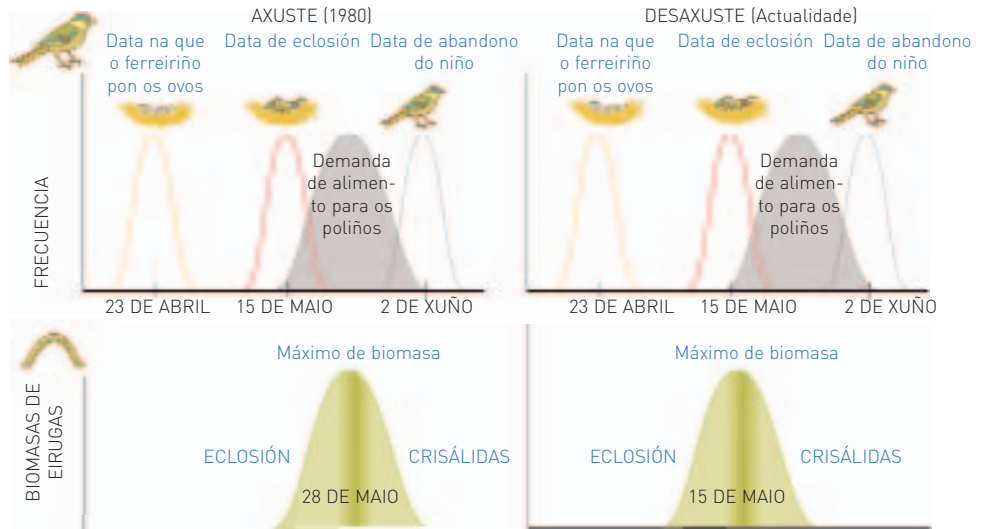 AXUSTE (1980)
Data na que
o ferreiriño
pon os ovos
Data de eclosión
Data de abandono
do niño
Demanda
de alimen-
to para os
poliños
FRECUENCIA
23 DE ABRIL
15 DE MAIO
2 DE XUÑO
DESAXUSTE (Actualidade)
Data na que
o ferreiriño
pon os ovos
Data de eclosión
Data de abandono
do niño
Demanda
de alimen-
to para os
poliños
23 DE ABRIL
15 DE MAIO
2 DE XUÑO
BIOMASAS DE
EIRUGAS
Máximo de biomasa
ECLOSIÓN
CRISÁLIDAS
28 DE MAIO
Máximo de biomasa
ECLOSIÓN
CRISÁLIDAS
15 DE MAIO